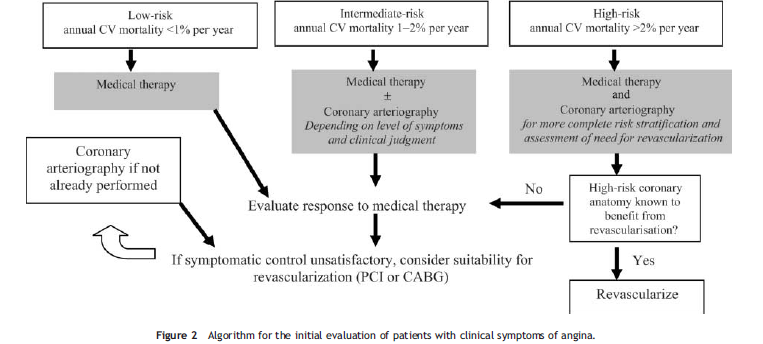 Low-risk
annual CV mortality <1% per year
Intermediate-risk
annual CV mortality 1–2% per year
High-risk
annual CV mortality >2% per year
Medical therapy
Medical therapy
±
Coronary arteriography
Depending on level of symptoms
and clinical judgment
Medical therapy
and
Coronary arteriography
for more complete risk stratification and
assessment of need for revascularization
Coronary
arteriography if not
already performed
Evaluate response to medical therapy
No
High-risk coronary
anatomy known to
benefit from
revascularisation?
If symptomatic control unsatisfactory, consider suitability for
revascularization (PCI or CABG)
Yes
Revascularize
Figure 2 Algorithm for the initial evaluation of patients with clinical symptoms of angina.